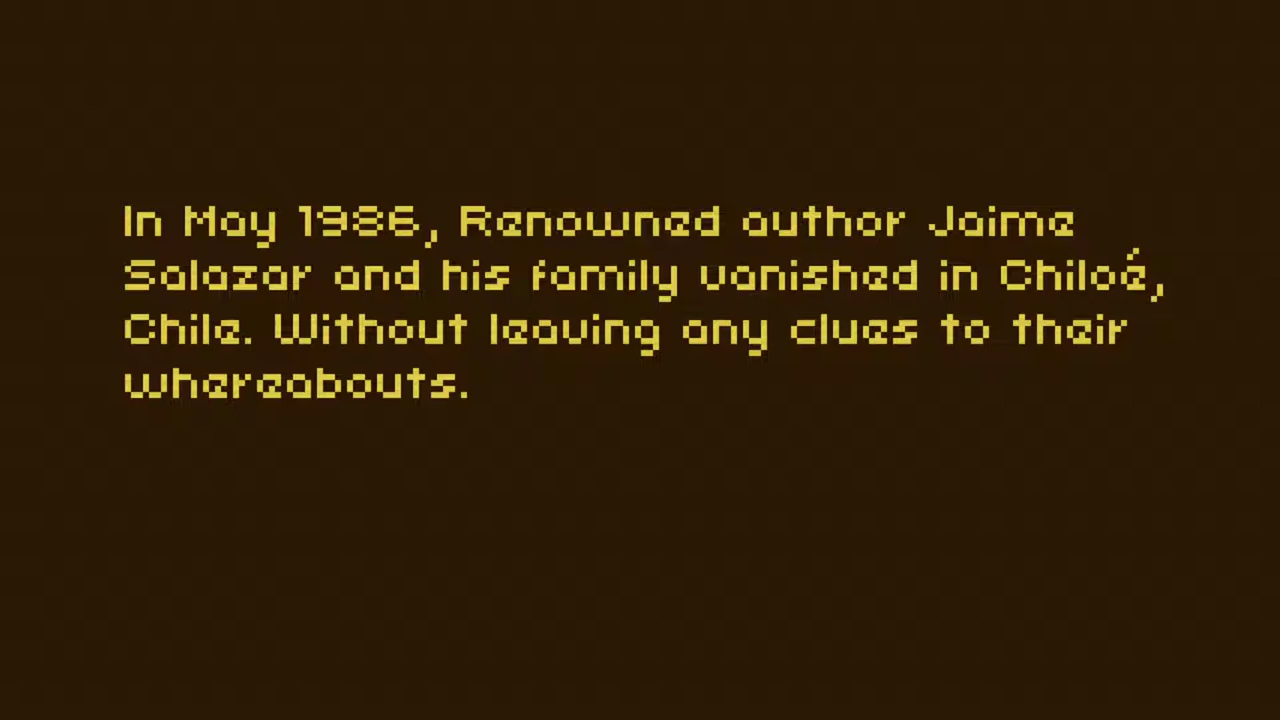 In May 1986, Renowned author Jaime
Salazar and his family vanished in Chiloé,
Chile. Without leaving any clues to their
whereabouts.